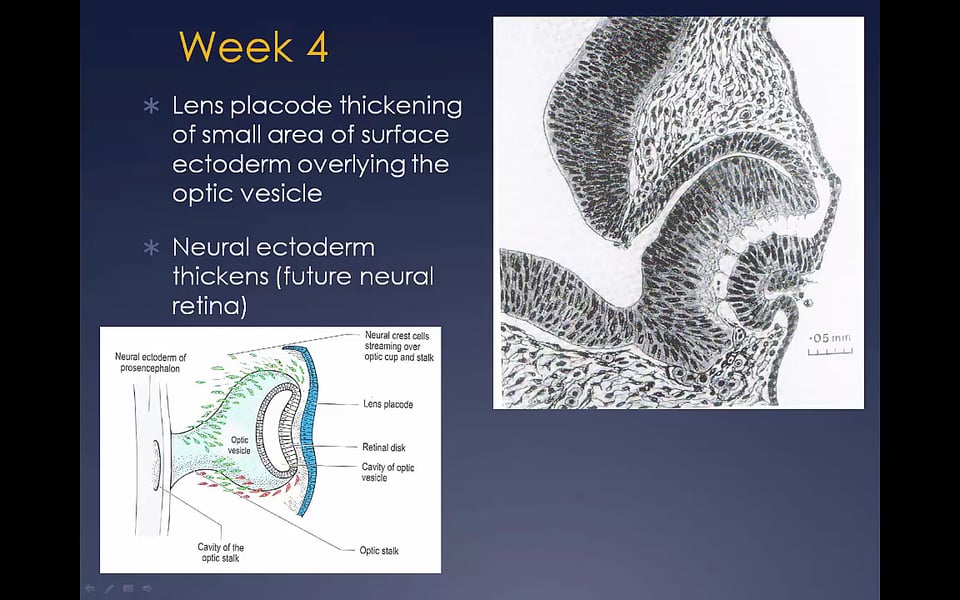 Week 4
Lens placode thickening
of small area of surface
ectoderm overlying the
optic vesicle
Neural ectoderm
thickens (future neural
retina)
Neural ectoderm of
prosencephalon
Neural crest cells
streaming over
optic cup and stalk
Lens placode
Optic
vesicle
Retinal disk
Cavity of optic
vesicle
Cavity of the
optic stalk
Optic stalk
·05 mm